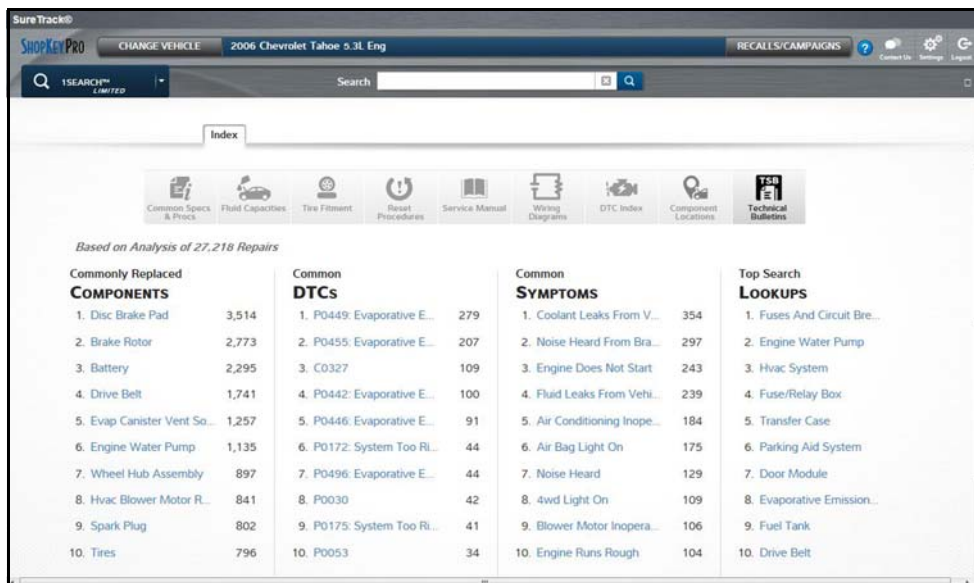 SureTrack®
SHOPKEYPRO CHANGE VEHICLE 2006 Chevrolet Tahoe 5.3L Eng RECALLS/CAMPAIGNS ? Contact Us Settings Logout
1SEARCH™ LIMITED Search
Index
Common Specs & Procs
Fluid Capacities
Tire Fitment
Reset Procedures
Service Manual
Wiring Diagrams
DTC Index
Component Locations
TSB
Technical Bulletins
Based on Analysis of 27,218 Repairs
Commonly Replaced
COMPONENTS
1. Disc Brake Pad 3,514
2. Brake Rotor 2,773
3. Battery 2,295
4. Drive Belt 1,741
5. Evap Canister Vent So... 1,257
6. Engine Water Pump 1,135
7. Wheel Hub Assembly 897
8. Hvac Blower Motor R... 841
9. Spark Plug 802
10. Tires 796
Common
DTCs
1. P0449: Evaporative E... 279
2. P0455: Evaporative E... 207
3. C0327 109
4. P0442: Evaporative E... 100
5. P0446: Evaporative E... 91
6. P0172: System Too Ri... 44
7. P0496: Evaporative E... 44
8. P0030 42
9. P0175: System Too Ri... 41
10. P0053 34
Common
SYMPTOMS
1. Coolant Leaks From V... 354
2. Noise Heard From Bra... 297
3. Engine Does Not Start 243
4. Fluid Leaks From Vehi... 239
5. Air Conditioning Inope... 184
6. Air Bag Light On 175
7. Noise Heard 129
8. 4wd Light On 109
9. Blower Motor Inopera... 106
10. Engine Runs Rough 104
Top Search
LOOKUPS
1. Fuses And Circuit Bre...
2. Engine Water Pump
3. Hvac System
4. Fuse/Relay Box
5. Transfer Case
6. Parking Aid System
7. Door Module
8. Evaporative Emission...
9. Fuel Tank
10. Drive Belt